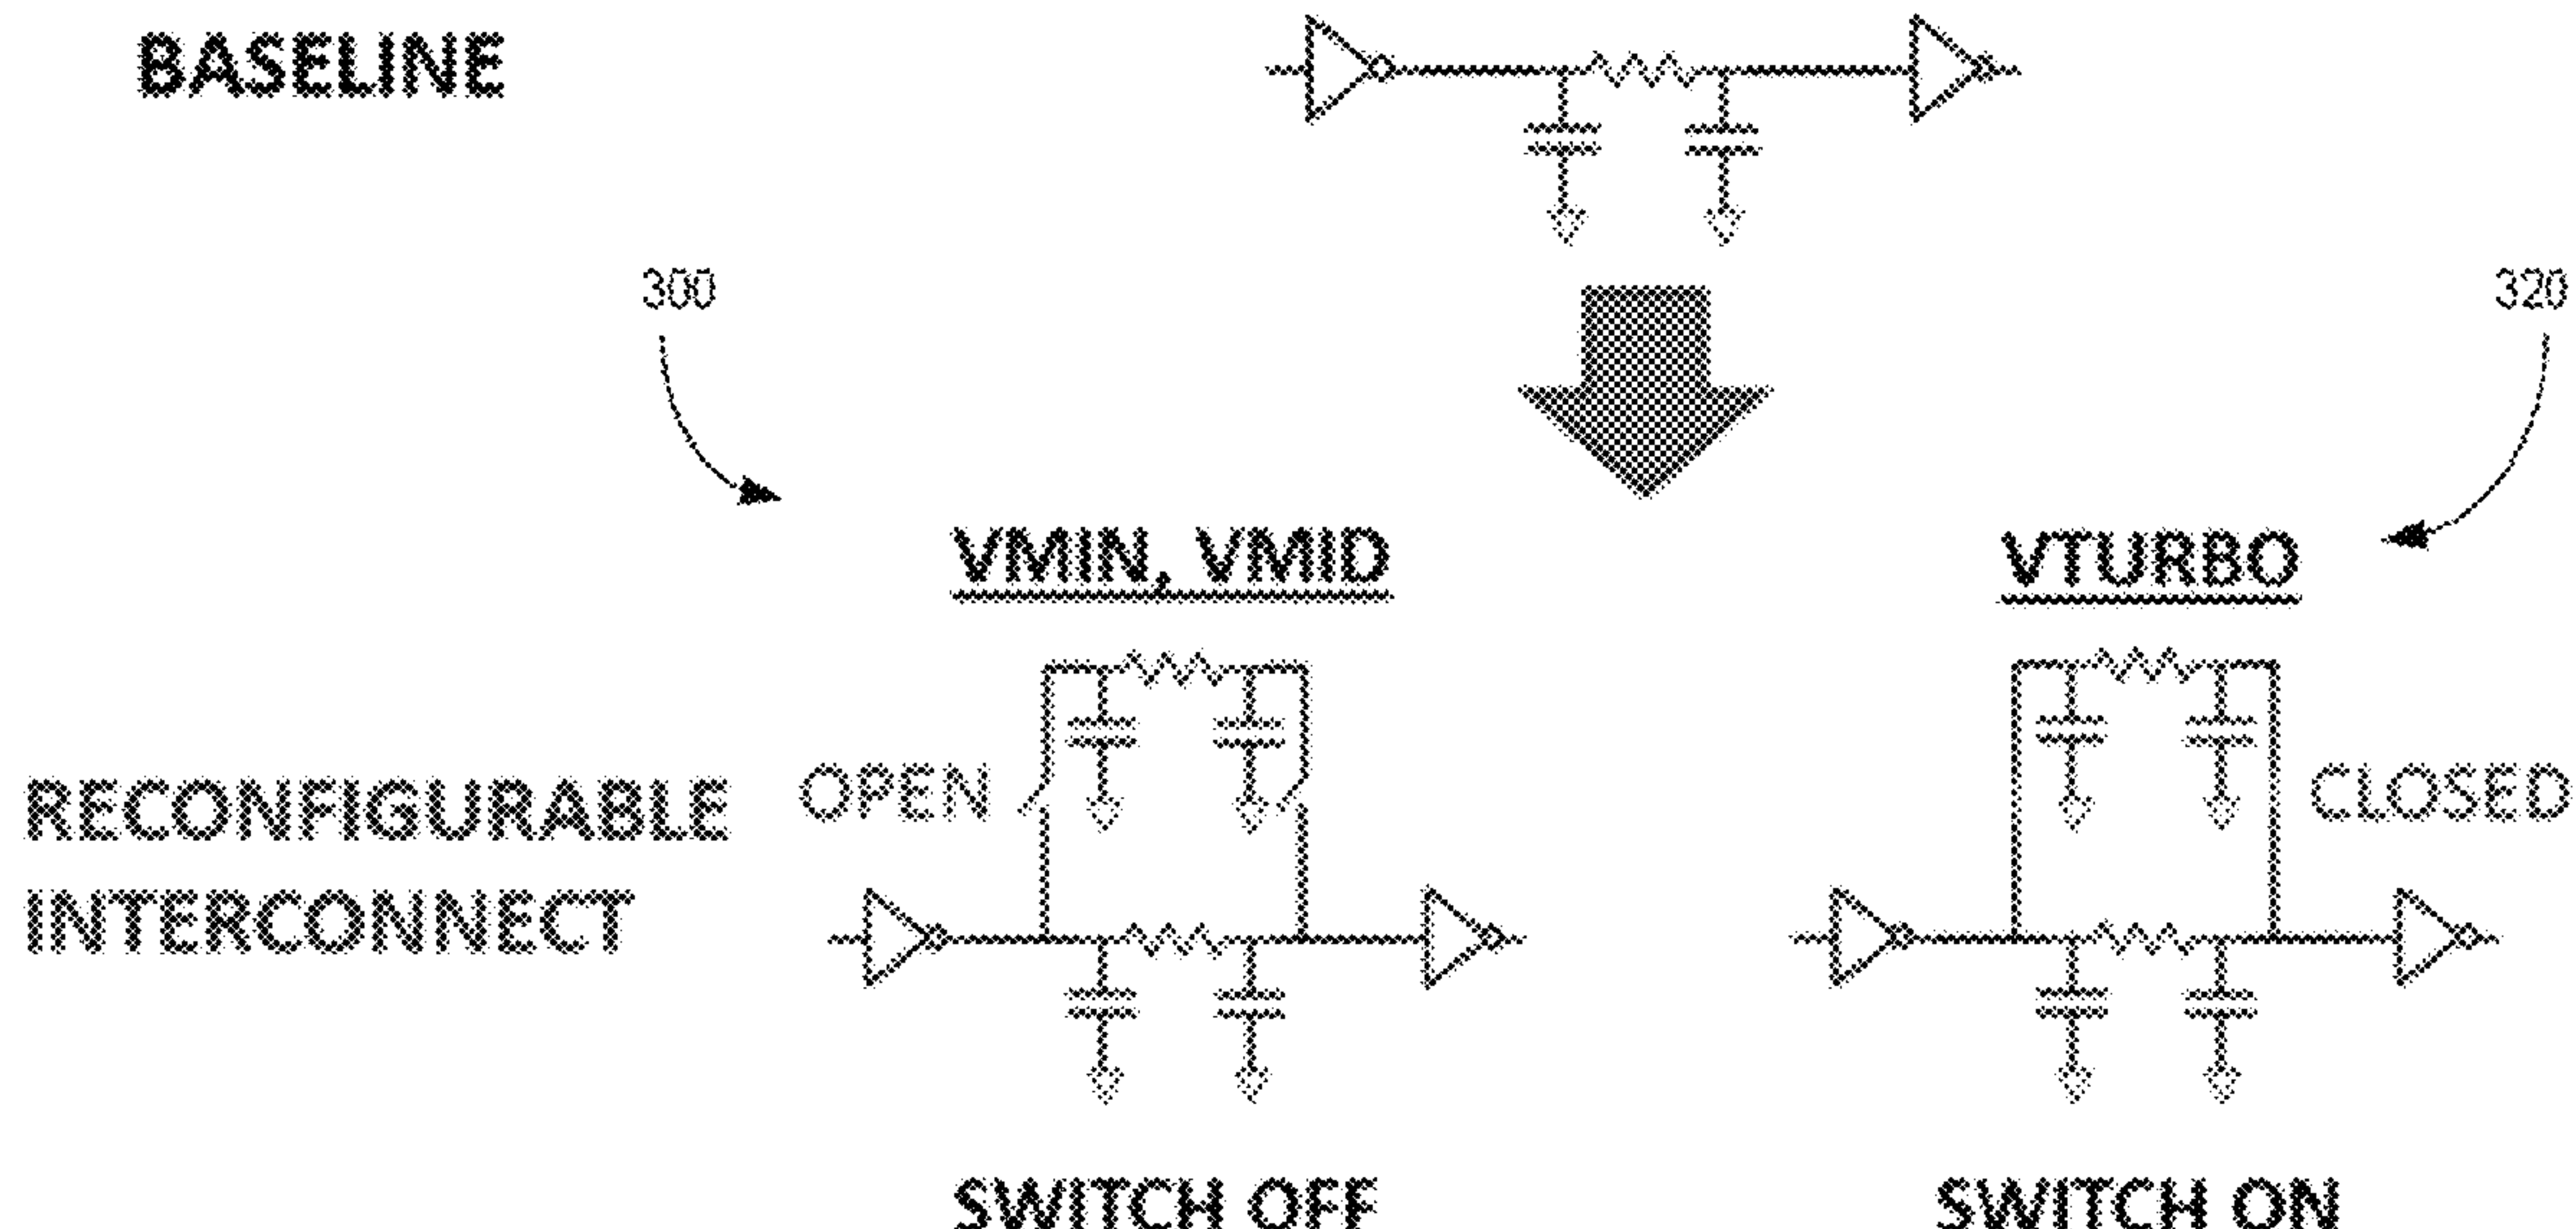 BASELINE
300
320
VMIN, VMID
VTURBO
OPEN
CLOSED
RECONFIGURABLE
INTERCONNECT
SWITCH OFF
SWITCH ON